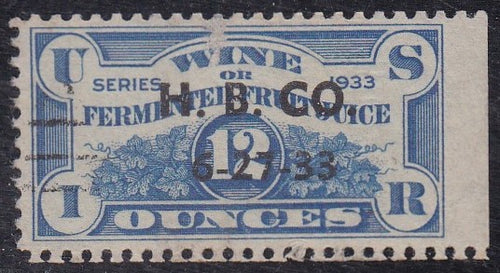 U WINE S
SERIES OR 1933
FERMENTED FRUIT JUICE
H. B. CO.
12
6-27-33
I OUNCES R